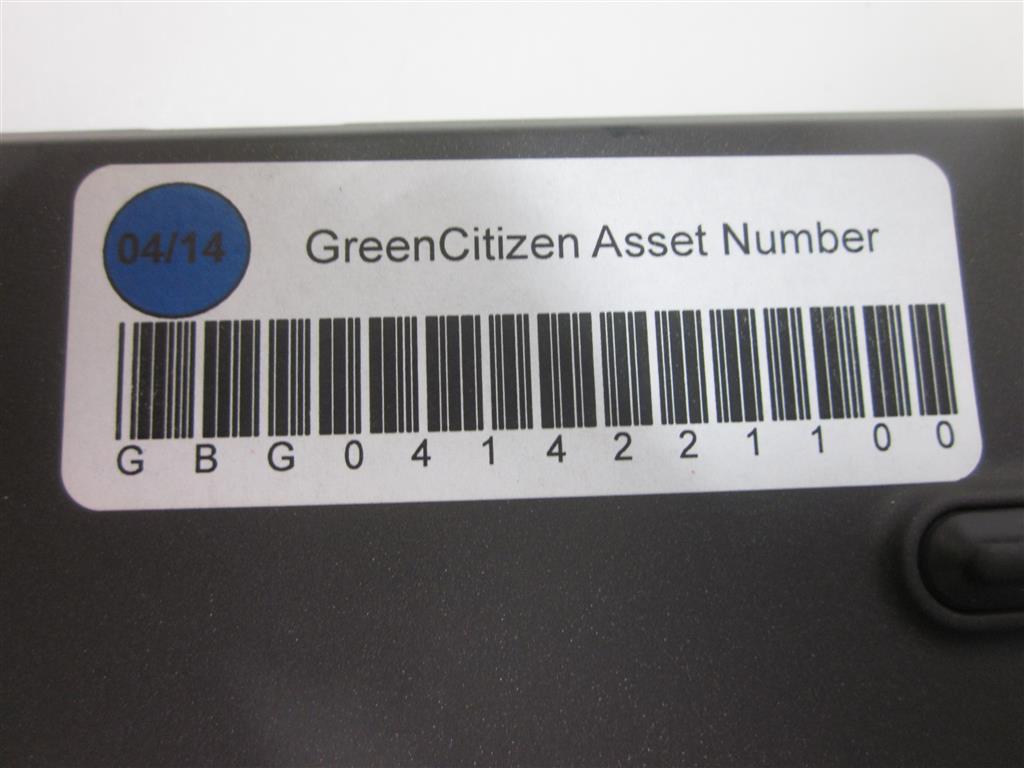 04/14
GreenCitizen Asset Number
G B G 0 4 1 4 2 2 1 1 0 0